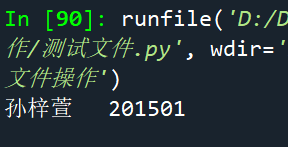 In [90]: runfile('D:/D
作/测试文件.py', wdir='
文件操作')
孙梓萱 201501